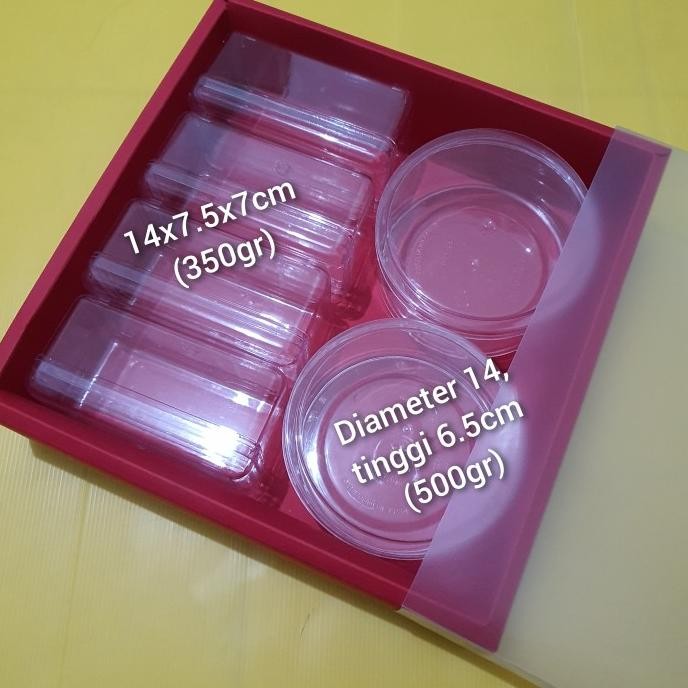 14x7.5x7cm
(350gr)
Diameter 14,
tinggi 6.5cm
(500gr)